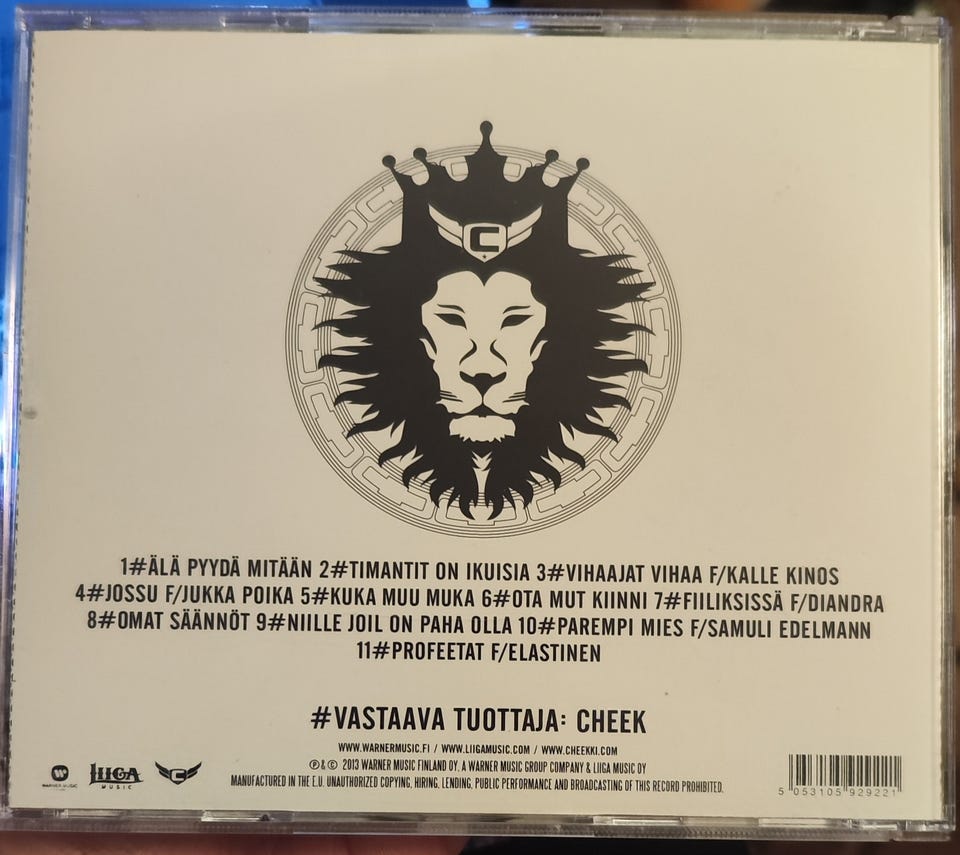 C
1#ÄLÄ PYYDÄ MITÄÄN 2#TIMANTIT ON IKUISIA 3#VIHAAJAT VIHAA F/KALLE KINOS
4#JOSSU F/JUKKA POIKA 5#KUKA MUU MUKA 6#OTA MUT KIINNI 7#FIILIKSISSÄ F/DIANDRA
8#OMAT SÄÄNNÖT 9#NIILLE JOIL ON PAHA OLLA 10#PAREMPI MIES F/SAMULI EDELMANN
11#PROFEETAT F/ELASTINEN
#VASTAAVA TUOTTAJA: CHEEK
WWW.WARNERMUSIC.FI / WWW.LIIGAMUSIC.COM / WWW.CHEEKKI.COM
℗ & © 2013 WARNER MUSIC FINLAND OY, A WARNER MUSIC GROUP COMPANY & LIIGA MUSIC OY
MANUFACTURED IN THE E.U. UNAUTHORIZED COPYING, HIRING, LENDING, PUBLIC PERFORMANCE AND BROADCASTING OF THIS RECORD PROHIBITED.
WARNER MUSIC
LIIGA
MUSIC
C
5 053105 929221